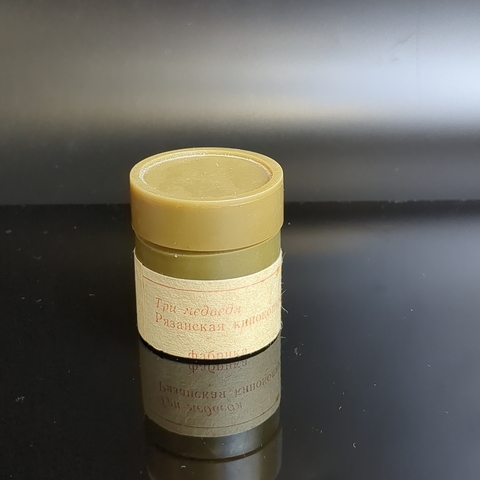 Три медведя
Рязанская
фабрика